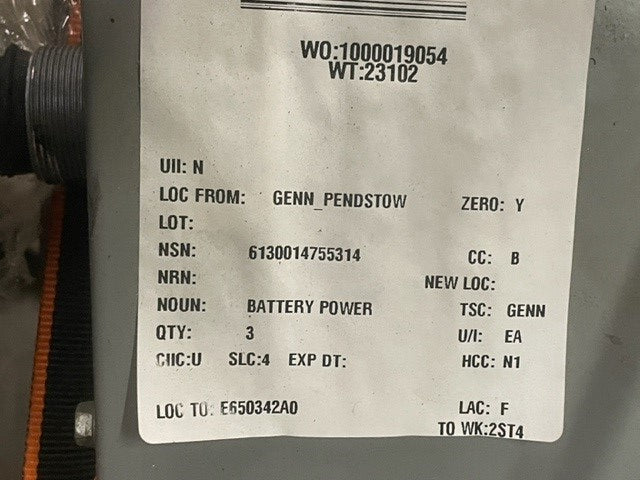 WO:1000019054
WT:23102
UII: N
LOC FROM: GENN_PENDSTOW ZERO: Y
LOT:
NSN: 6130014755314 CC: B
NRN: NEW LOC:
NOUN: BATTERY POWER TSC: GENN
QTY: 3 U/I: EA
CIIC:U SLC:4 EXP DT: HCC: N1
LOC TO: E650342A0 LAC: F
TO WK:2ST4